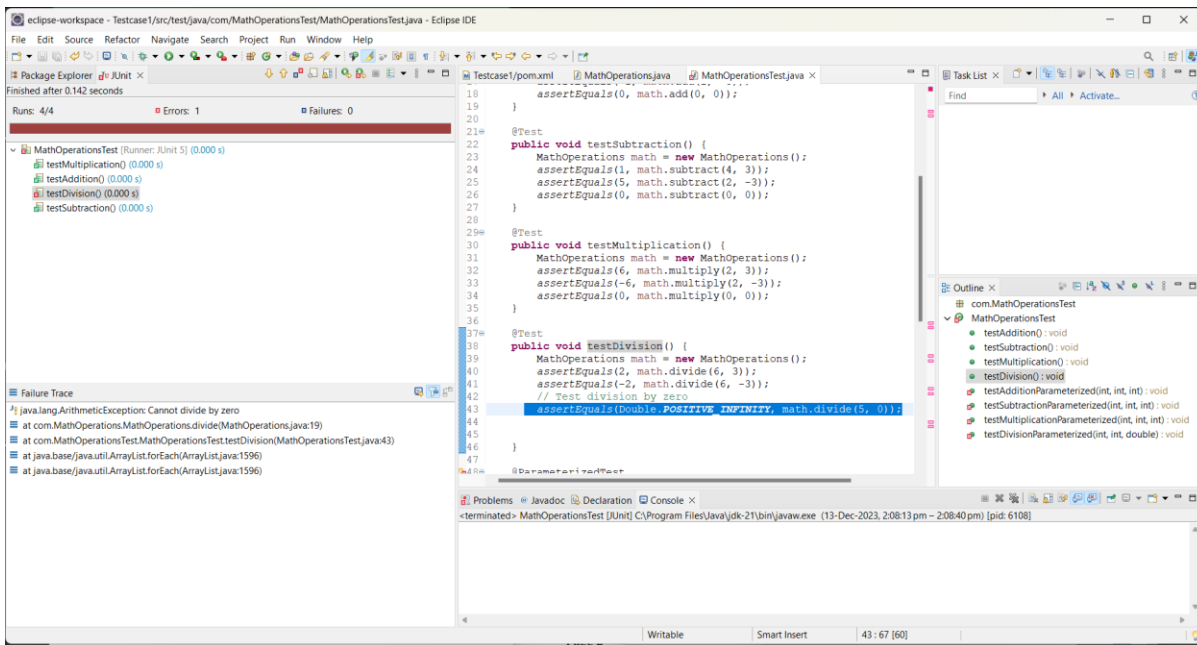 eclipse-workspace - Testcase1/src/test/java/com/MathOperationsTest/MathOperationsTest.java - Eclipse IDE
File Edit Source Refactor Navigate Search Project Run Window Help
Package Explorer JUnit
Finished after 0.142 seconds
Runs: 4/4 Errors: 1 Failures: 0
MathOperationsTest [Runner: JUnit 5] (0.000 s)
testMultiplication() (0.000 s)
testAddition() (0.000 s)
testDivision() (0.000 s)
testSubtraction() (0.000 s)
Failure Trace
java.lang.ArithmeticException: Cannot divide by zero
at com.MathOperations.MathOperations.divide(MathOperations.java:19)
at com.MathOperationsTest.MathOperationsTest.testDivision(MathOperationsTest.java:43)
at java.base/java.util.ArrayList.forEach(ArrayList.java:1596)
at java.base/java.util.ArrayList.forEach(ArrayList.java:1596)
Testcase1/pom.xml MathOperations.java MathOperationsTest.java
18 assertEquals(0, math.add(0, 0));
19 }
20
21 @Test
22 public void testSubtraction() {
23 MathOperations math = new MathOperations();
24 assertEquals(1, math.subtract(4, 3));
25 assertEquals(5, math.subtract(2, -3));
26 assertEquals(0, math.subtract(0, 0));
27 }
28
29 @Test
30 public void testMultiplication() {
31 MathOperations math = new MathOperations();
32 assertEquals(6, math.multiply(2, 3));
33 assertEquals(-6, math.multiply(2, -3));
34 assertEquals(0, math.multiply(0, 0));
35 }
36
37 @Test
38 public void testDivision() {
39 MathOperations math = new MathOperations();
40 assertEquals(2, math.divide(6, 3));
41 assertEquals(-2, math.divide(6, -3));
42 // Test division by zero
43 assertEquals(Double.POSITIVE_INFINITY, math.divide(5, 0));
44
45
46 }
47
48 @ParameterizedTest
Problems Javadoc Declaration Console
<terminated> MathOperationsTest [JUnit] C:\Program Files\Java\jdk-21\bin\javaw.exe (13-Dec-2023, 2:08:13 pm – 2:08:40 pm) [pid: 6108]
Task List
Find All Activate...
Outline
com.MathOperationsTest
MathOperationsTest
testAddition() : void
testSubtraction() : void
testMultiplication() : void
testDivision() : void
testAdditionParameterized(int, int, int) : void
testSubtractionParameterized(int, int, int) : void
testMultiplicationParameterized(int, int, int) : void
testDivisionParameterized(int, int, double) : void
Writable Smart Insert 43 : 67 [60]